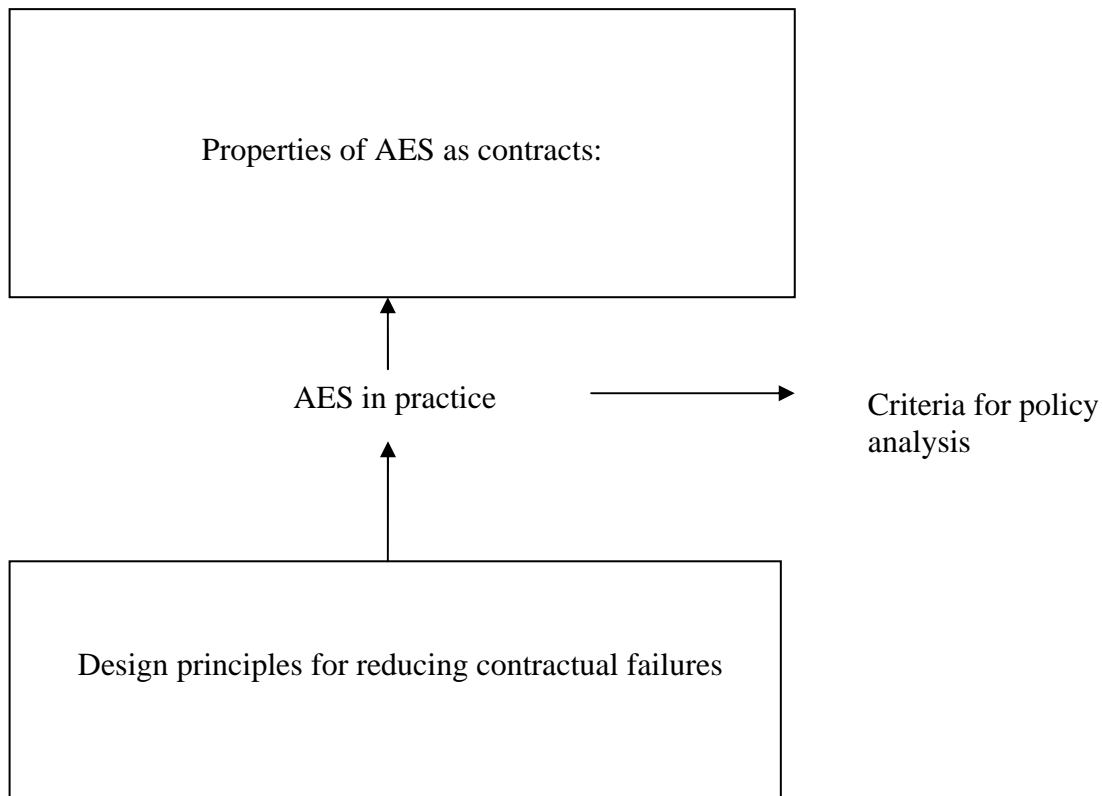 Properties of AES as contracts:
AES in practice
Criteria for policy
analysis
Design principles for reducing contractual failures